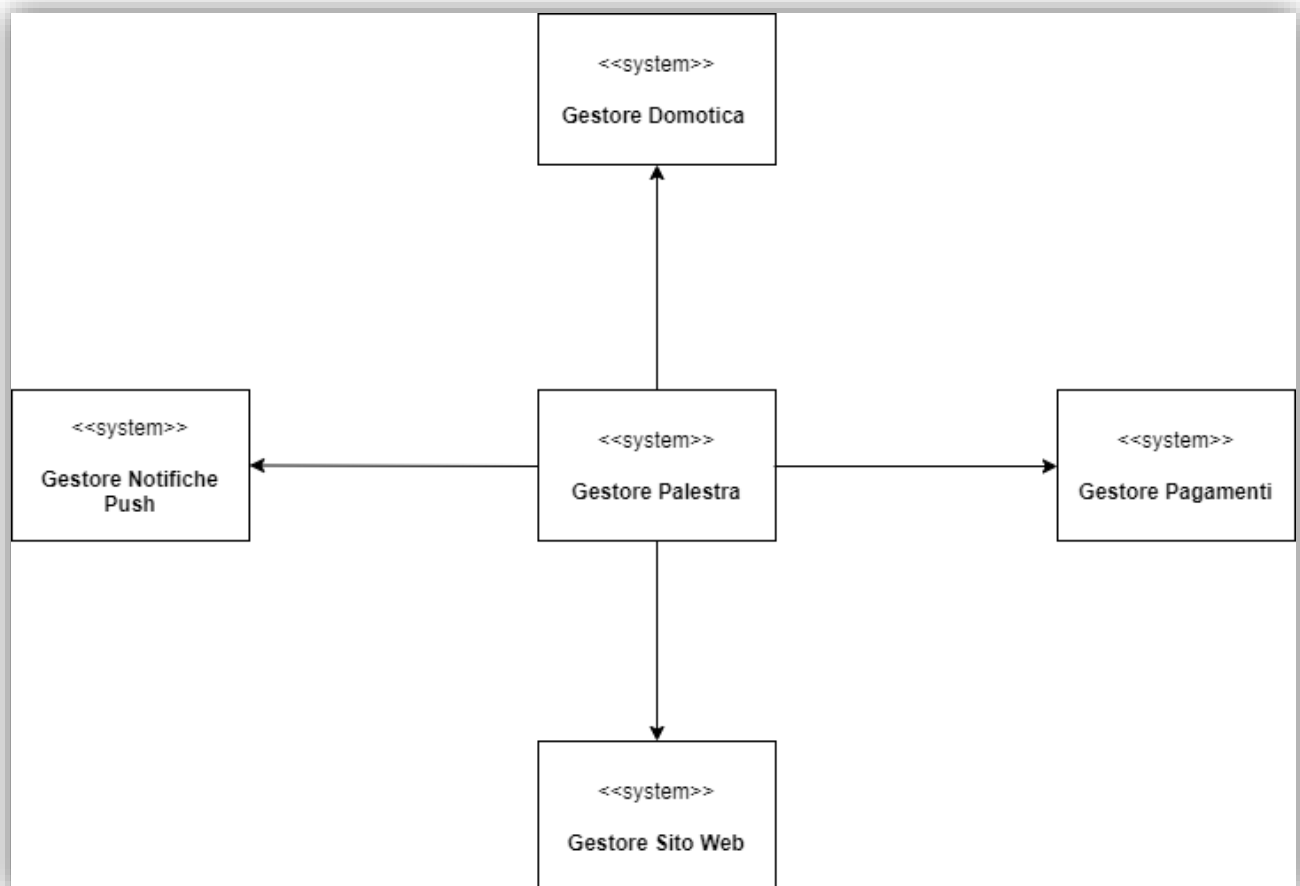 <<system>>
Gestore Domotica
<<system>>
Gestore Notifiche
Push
<<system>>
Gestore Palestra
<<system>>
Gestore Pagamenti
<<system>>
Gestore Sito Web